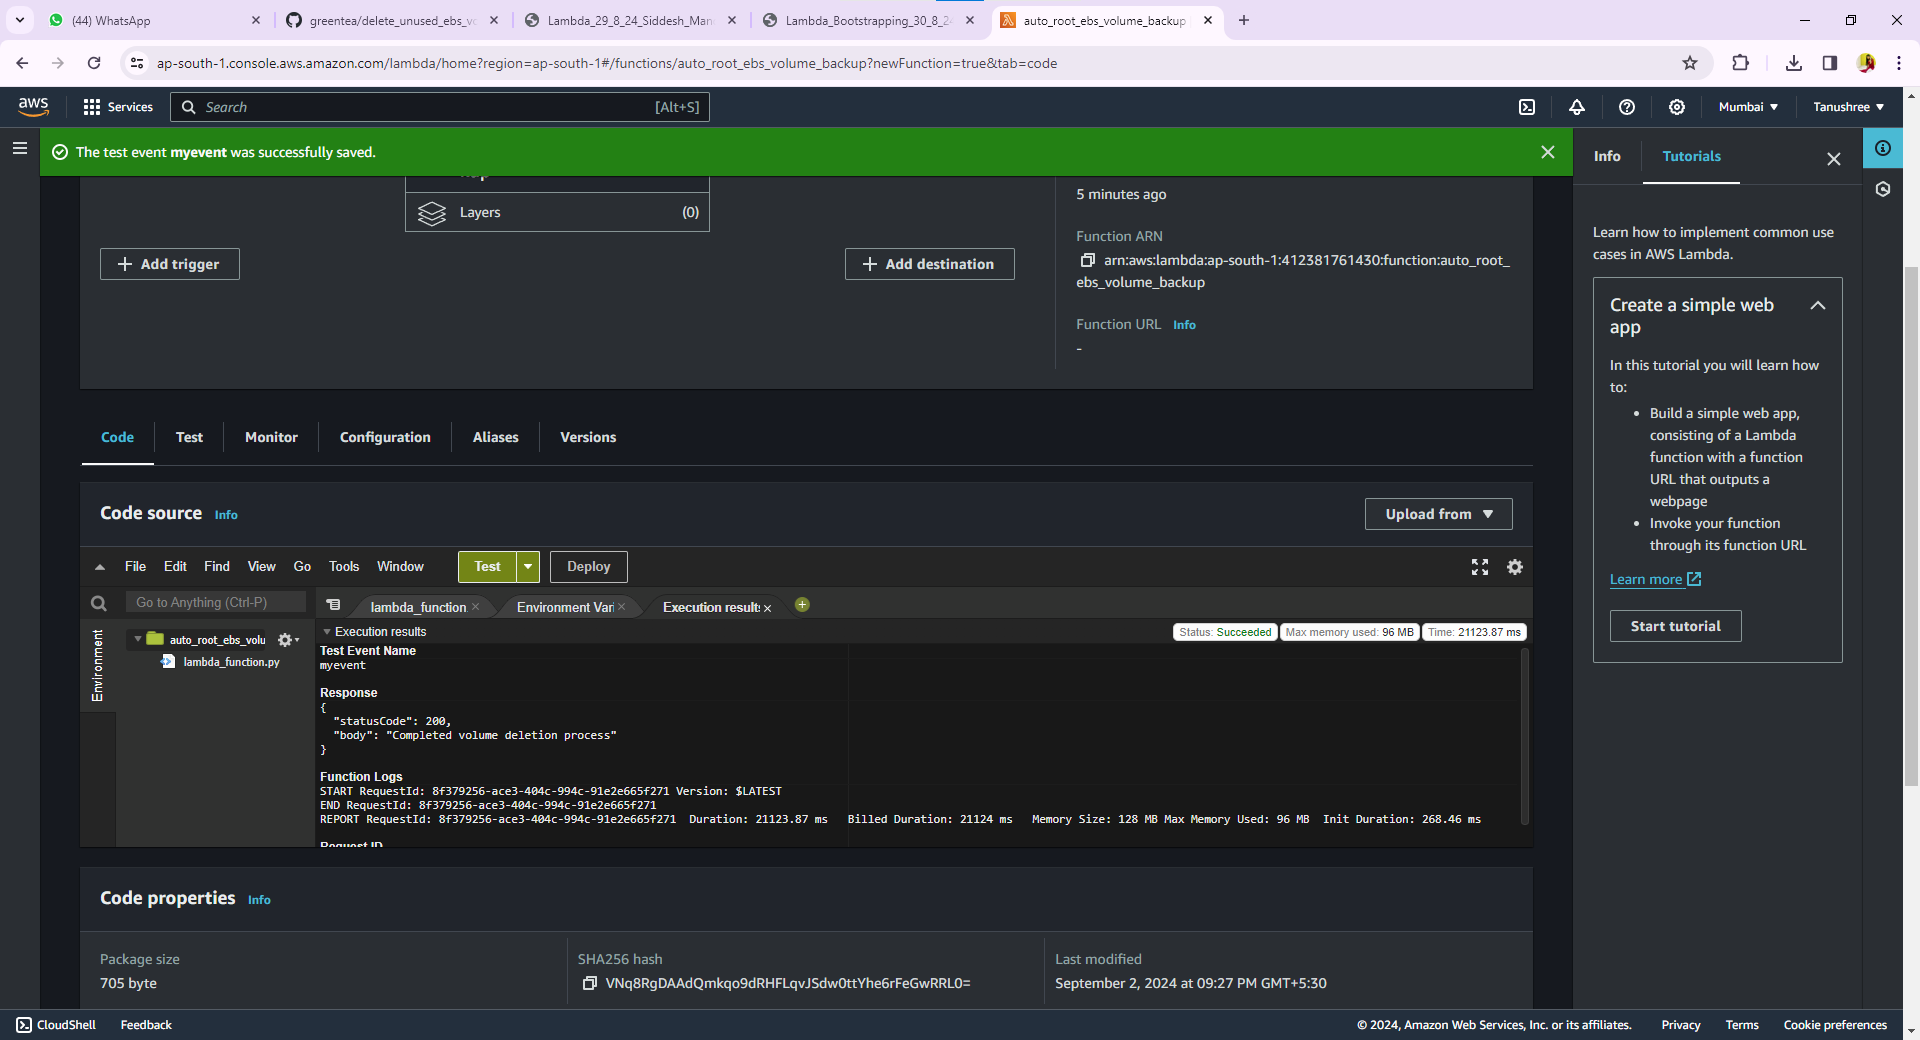 (44) WhatsApp
greentea/delete_unused_ebs_vo
Lambda_29_8_24_Siddesh_Man
Lambda_Bootstrapping_30_8_24
auto_root_ebs_volume_backup
ap-south-1.console.aws.amazon.com/lambda/home?region=ap-south-1#/functions/auto_root_ebs_volume_backup?newFunction=true&tab=code
aws
Services
Search
[Alt+S]
Mumbai
Tanushree
The test event myevent was successfully saved.
Layers
(0)
Add trigger
Add destination
5 minutes ago
Function ARN
arn:aws:lambda:ap-south-1:412381761430:function:auto_root_
ebs_volume_backup
Function URL Info
-
Code
Test
Monitor
Configuration
Aliases
Versions
Code source Info
Upload from
File Edit Find View Go Tools Window
Test
Deploy
Go to Anything (Ctrl-P)
lambda_function
Environment Vari
Execution results
Environment
auto_root_ebs_volu
lambda_function.py
Execution results
Status: Succeeded
Max memory used: 96 MB
Time: 21123.87 ms
Test Event Name
myevent
Response
{
"statusCode": 200,
"body": "Completed volume deletion process"
}
Function Logs
START RequestId: 8f379256-ace3-404c-994c-91e2e665f271 Version: $LATEST
END RequestId: 8f379256-ace3-404c-994c-91e2e665f271
REPORT RequestId: 8f379256-ace3-404c-994c-91e2e665f271 Duration: 21123.87 ms Billed Duration: 21124 ms Memory Size: 128 MB Max Memory Used: 96 MB Init Duration: 268.46 ms
Request ID
Code properties Info
Package size
705 byte
SHA256 hash
VNq8RgDAAdQmkqo9dRHFLqvJSdw0ttYhe6rFeGwRRL0=
Last modified
September 2, 2024 at 09:27 PM GMT+5:30
Info
Tutorials
Learn how to implement common use
cases in AWS Lambda.
Create a simple web
app
In this tutorial you will learn how
to:
• Build a simple web app,
consisting of a Lambda
function with a function
URL that outputs a
webpage
• Invoke your function
through its function URL
Learn more
Start tutorial
CloudShell
Feedback
© 2024, Amazon Web Services, Inc. or its affiliates.
Privacy
Terms
Cookie preferences